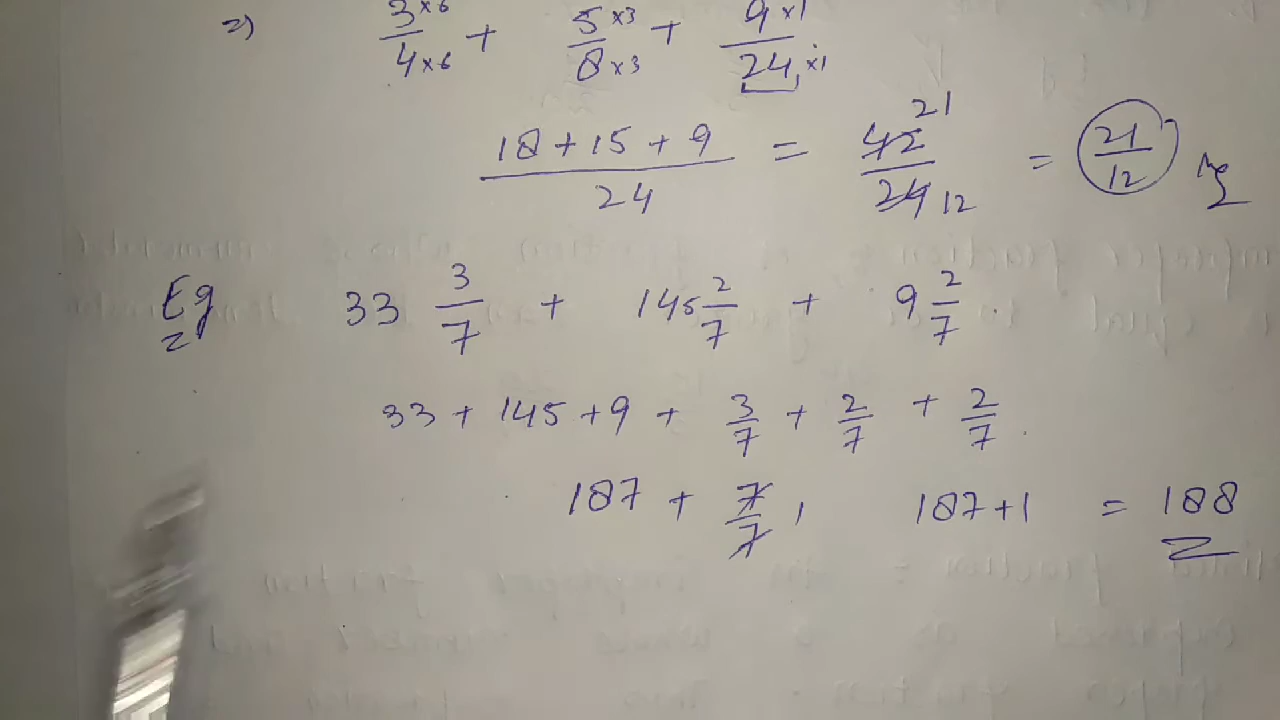 2) 3×6/4×6 + 5×3/8×3 + 9×1/24×1
18 + 15 + 9/24 = 42 21/24 12 = 21/12
Eg 33 3/7 + 145 2/7 + 9 2/7
33 + 145 + 9 + 3/7 + 2/7 + 2/7
187 + 7/7 1 187 + 1 = 188